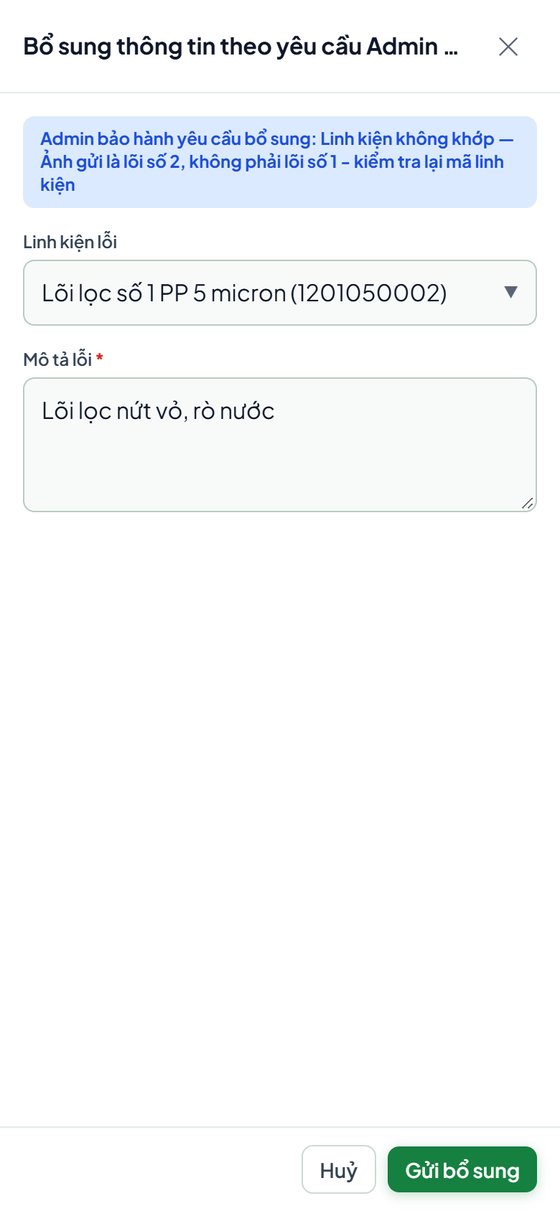 Bổ sung thông tin theo yêu cầu Admin ...
Admin bảo hành yêu cầu bổ sung: Linh kiện không khớp —
Ảnh gửi là lõi số 2, không phải lõi số 1 - kiểm tra lại mã linh
kiện
Linh kiện lỗi
Lõi lọc số 1 PP 5 micron (1201050002)
Mô tả lỗi *
Lõi lọc nứt vỏ, rò nước
Huỷ
Gửi bổ sung